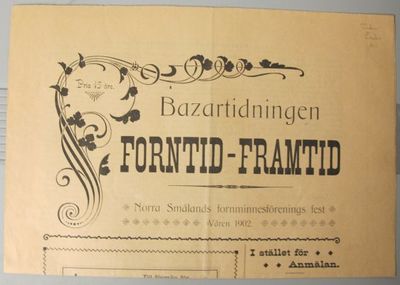 Pris 15 öre.
Bazartidningen
FORNTID-FRAMTID
Norra Smålands fornminnesförenings fest
Våren 1902.
I stället för
Anmälan.